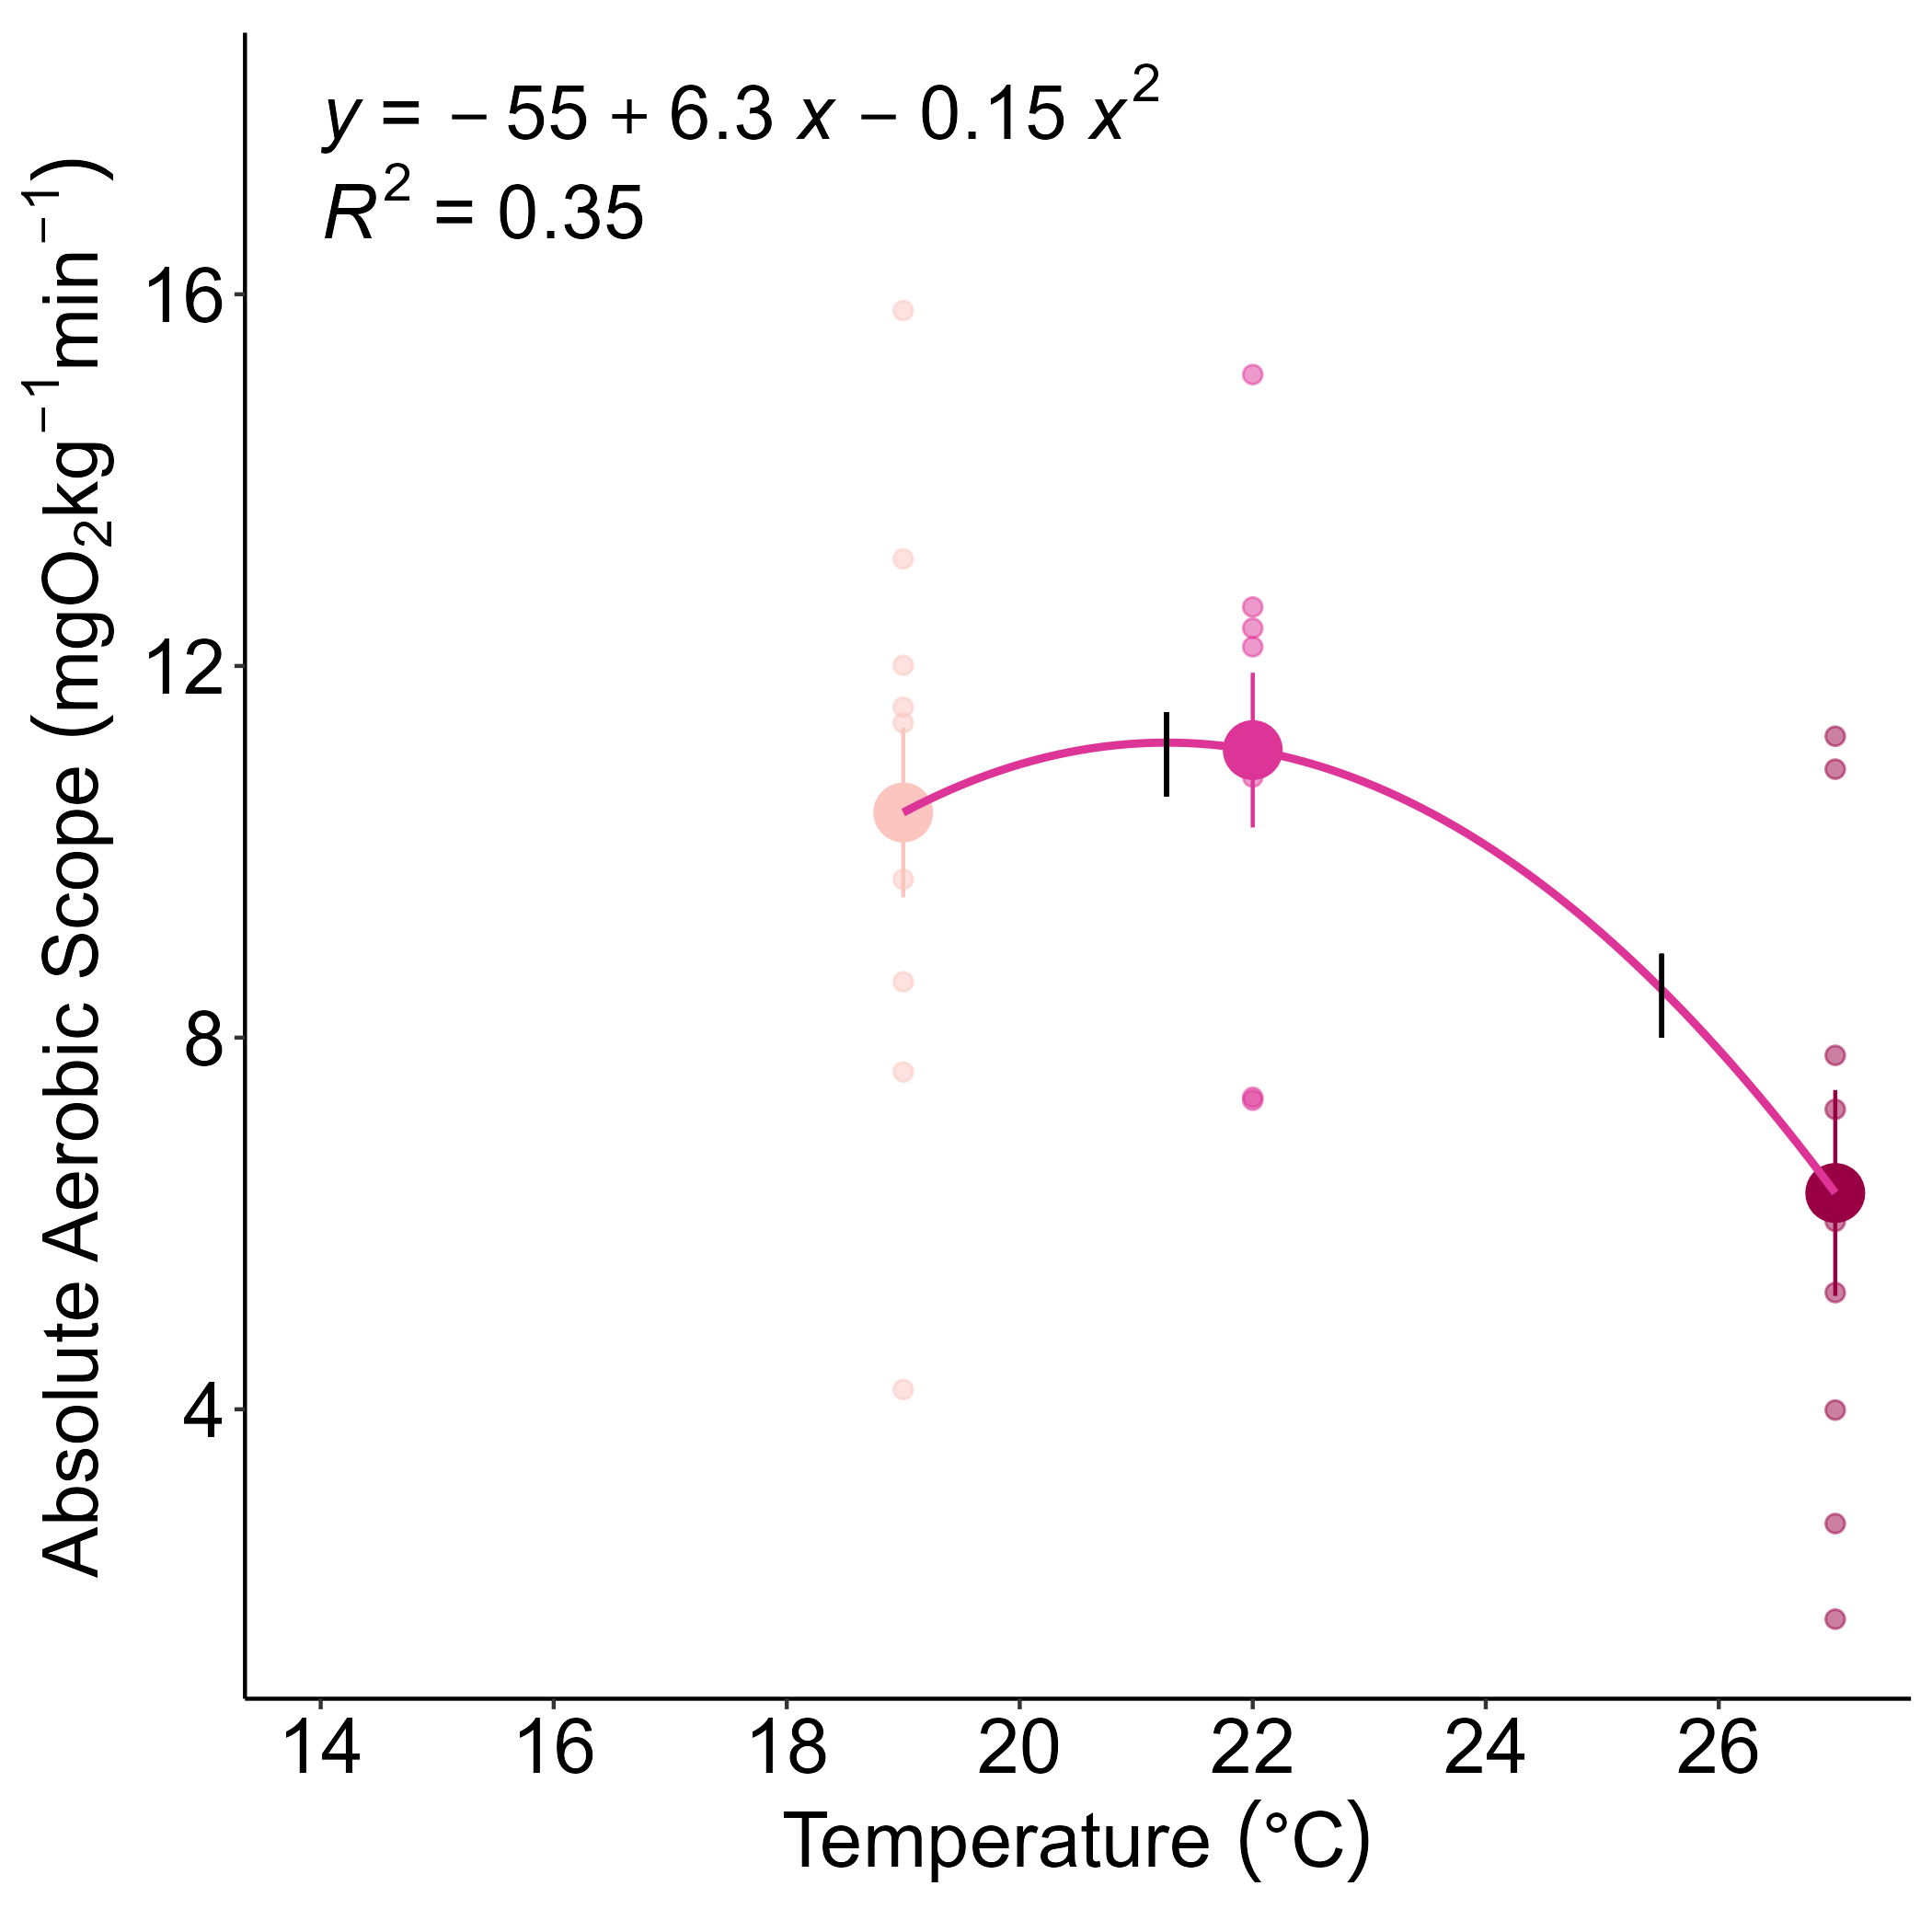 y = − 55 + 6.3 x − 0.15 x²
R² = 0.35
Absolute Aerobic Scope (mgO₂kg⁻¹min⁻¹)
16
12
8
4
14 16 18 20 22 24 26
Temperature (°C)